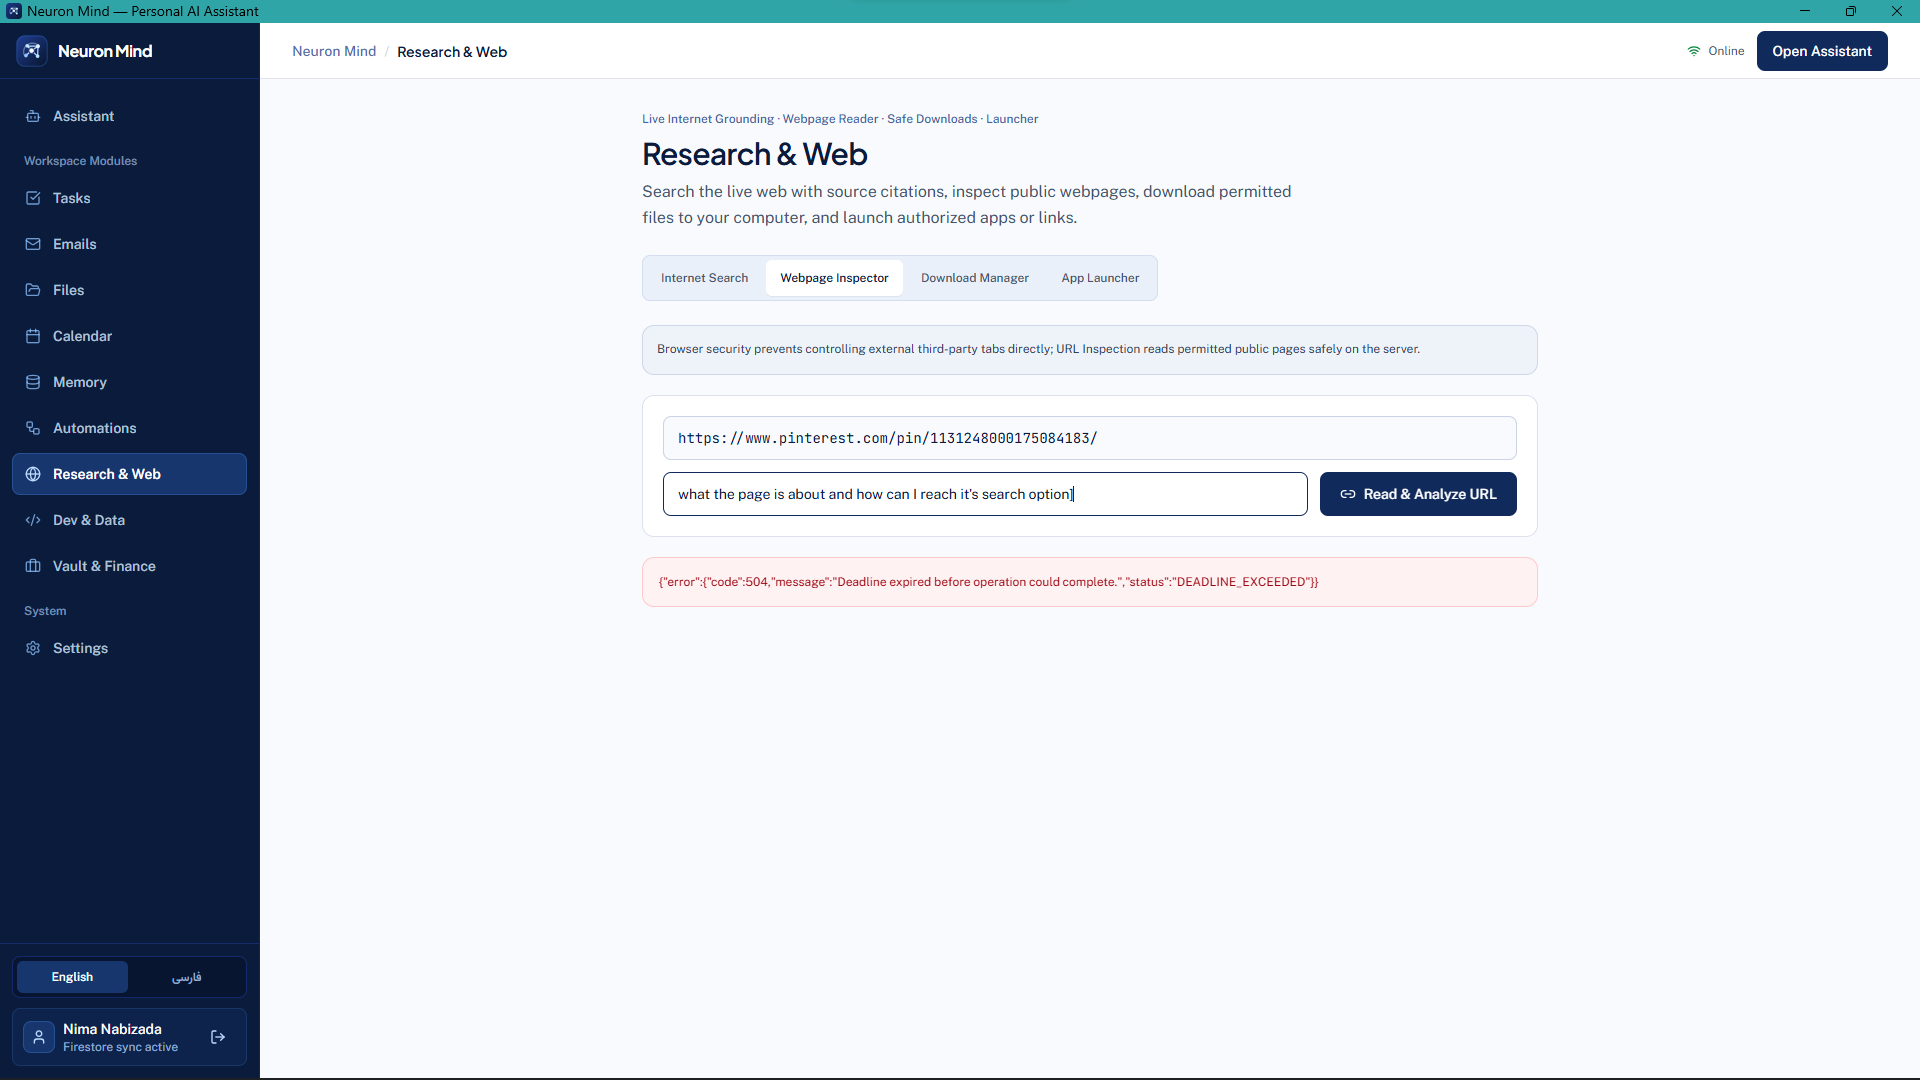 Neuron Mind — Personal AI Assistant
Neuron Mind
Neuron Mind / Research & Web
Online
Open Assistant
Assistant
Workspace Modules
Tasks
Emails
Files
Calendar
Memory
Automations
Research & Web
Dev & Data
Vault & Finance
System
Settings
English
فارسی
Nima Nabizada
Firestore sync active
Live Internet Grounding · Webpage Reader · Safe Downloads · Launcher
Research & Web
Search the live web with source citations, inspect public webpages, download permitted
files to your computer, and launch authorized apps or links.
Internet Search
Webpage Inspector
Download Manager
App Launcher
Browser security prevents controlling external third-party tabs directly; URL Inspection reads permitted public pages safely on the server.
https://www.pinterest.com/pin/1131248000175084183/
what the page is about and how can I reach it's search option
Read & Analyze URL
{"error":{"code":504,"message":"Deadline expired before operation could complete.","status":"DEADLINE_EXCEEDED"}}